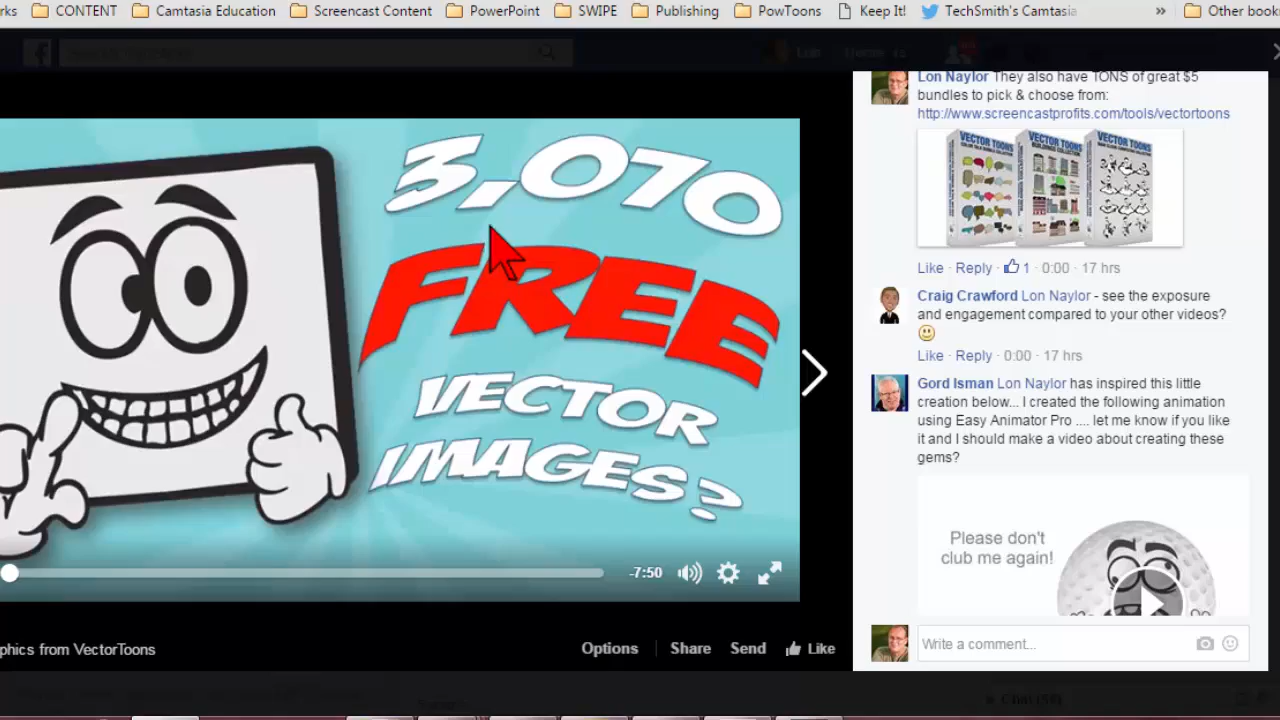 rks CONTENT Camtasia Education Screencast Content PowerPoint SWIPE Publishing PowToons Keep It! TechSmith's Camtasia » Other book
Lon Naylor They also have TONS of great $5
bundles to pick & choose from:
http://www.screencastprofits.com/tools/vectortoons
VECTOR TOONS VECTOR TOONS VECTOR TOONS
Like · Reply · 1 · 0:00 · 17 hrs
Craig Crawford Lon Naylor - see the exposure
and engagement compared to your other videos?
Like · Reply · 0:00 · 17 hrs
Gord Isman Lon Naylor has inspired this little
creation below... I created the following animation
using Easy Animator Pro .... let me know if you like
it and I should make a video about creating these
gems?
Please don't
club me again!
Write a comment...
3,070
FREE
VECTOR
IMAGES?
-7:50
phics from VectorToons
Options Share Send Like